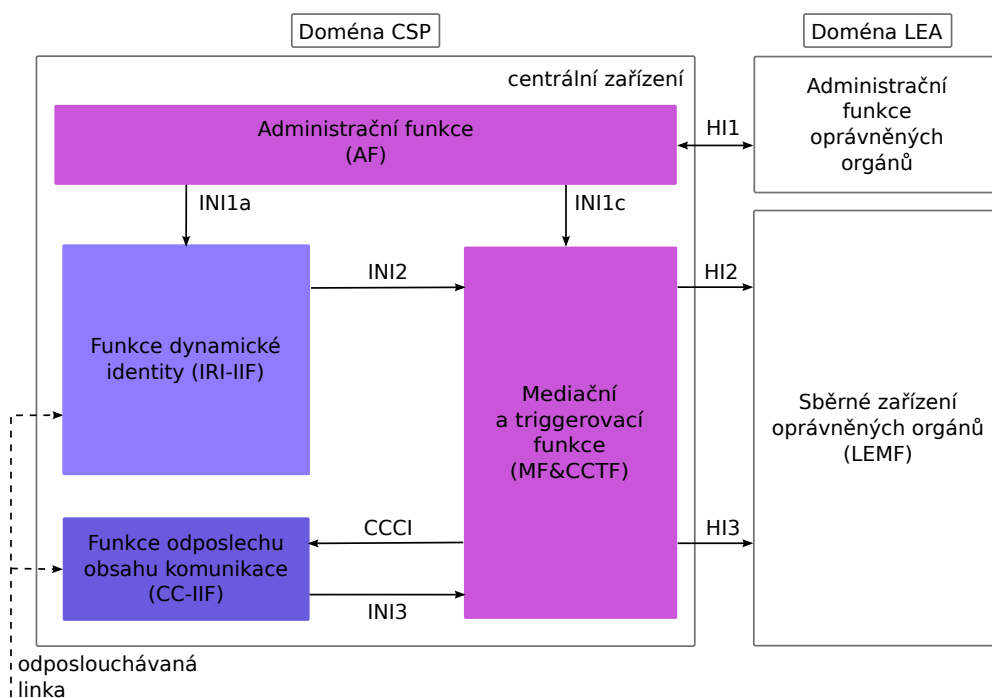 Doména CSP
Doména LEA
centrální zařízení
Administrační funkce
(AF)
HI1
Administrační
funkce
oprávněných
orgánů
INI1a
INI1c
Funkce dynamické
identity (IRI-IIF)
INI2
Mediační
a triggerovací
funkce
(MF&CCTF)
HI2
Sběrné zařízení
oprávněných orgánů
(LEMF)
Funkce odposlechu
obsahu komunikace
(CC-IIF)
CCCI
INI3
HI3
odposlouchávaná
linka